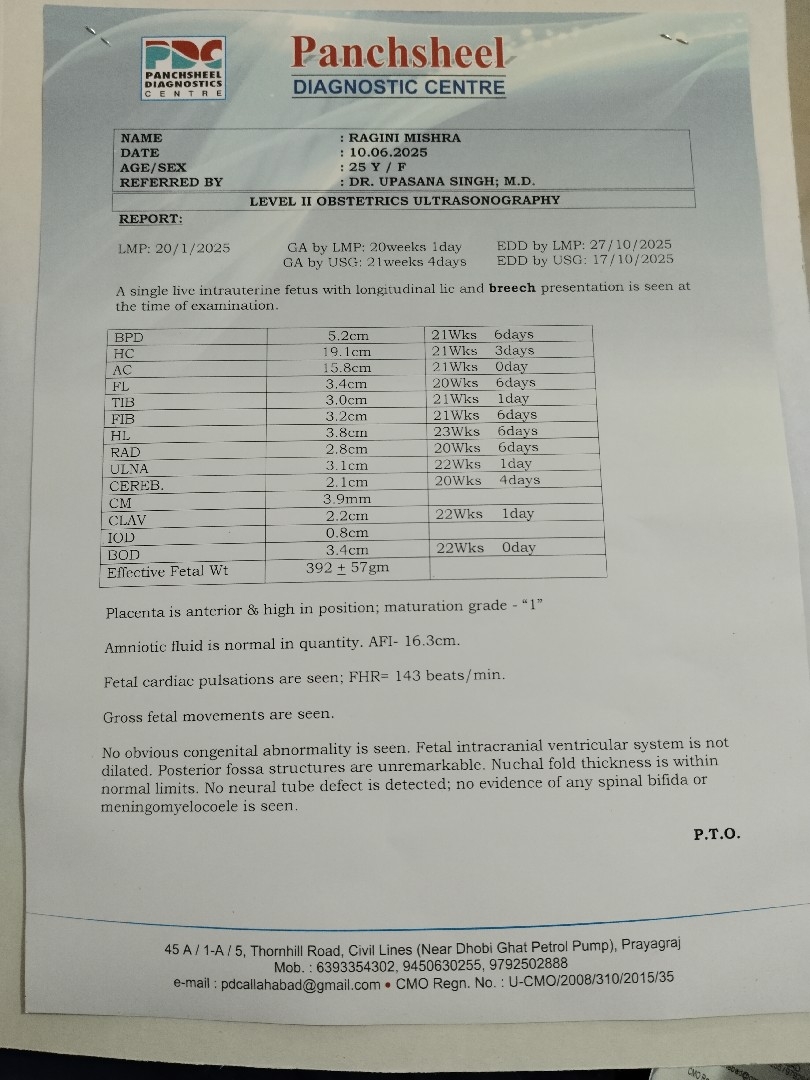 PDC
PANCHSHEEL
DIAGNOSTICS
CENTRE
Panchsheel
DIAGNOSTIC CENTRE
NAME : RAGINI MISHRA
DATE : 10.06.2025
AGE/SEX : 25 Y / F
REFERRED BY : DR. UPASANA SINGH; M.D.
LEVEL II OBSTETRICS ULTRASONOGRAPHY
REPORT:
LMP: 20/1/2025 GA by LMP: 20weeks 1day EDD by LMP: 27/10/2025
GA by USG: 21weeks 4days EDD by USG: 17/10/2025
A single live intrauterine fetus with longitudinal lie and breech presentation is seen at
the time of examination.
BPD 5.2cm 21Wks 6days
HC 19.1cm 21Wks 3days
AC 15.8cm 21Wks 0day
FL 3.4cm 20Wks 6days
TIB 3.0cm 21Wks 1day
FIB 3.2cm 21Wks 6days
HL 3.8cm 23Wks 6days
RAD 2.8cm 20Wks 6days
ULNA 3.1cm 22Wks 1day
CEREB. 2.1cm 20Wks 4days
CM 3.9mm
CLAV 2.2cm 22Wks 1day
IOD 0.8cm
BOD 3.4cm 22Wks 0day
Effective Fetal Wt 392 ± 57gm
Placenta is anterior & high in position; maturation grade - “1”
Amniotic fluid is normal in quantity. AFI- 16.3cm.
Fetal cardiac pulsations are seen; FHR= 143 beats/min.
Gross fetal movements are seen.
No obvious congenital abnormality is seen. Fetal intracranial ventricular system is not
dilated. Posterior fossa structures are unremarkable. Nuchal fold thickness is within
normal limits. No neural tube defect is detected; no evidence of any spinal bifida or
meningomyelocoele is seen.
P.T.O.
45 A / 1-A / 5, Thornhill Road, Civil Lines (Near Dhobi Ghat Petrol Pump), Prayagraj
Mob. : 6393354302, 9450630255, 9792502888
e-mail : pdcallahabad@gmail.com • CMO Regn. No. : U-CMO/2008/310/2015/35